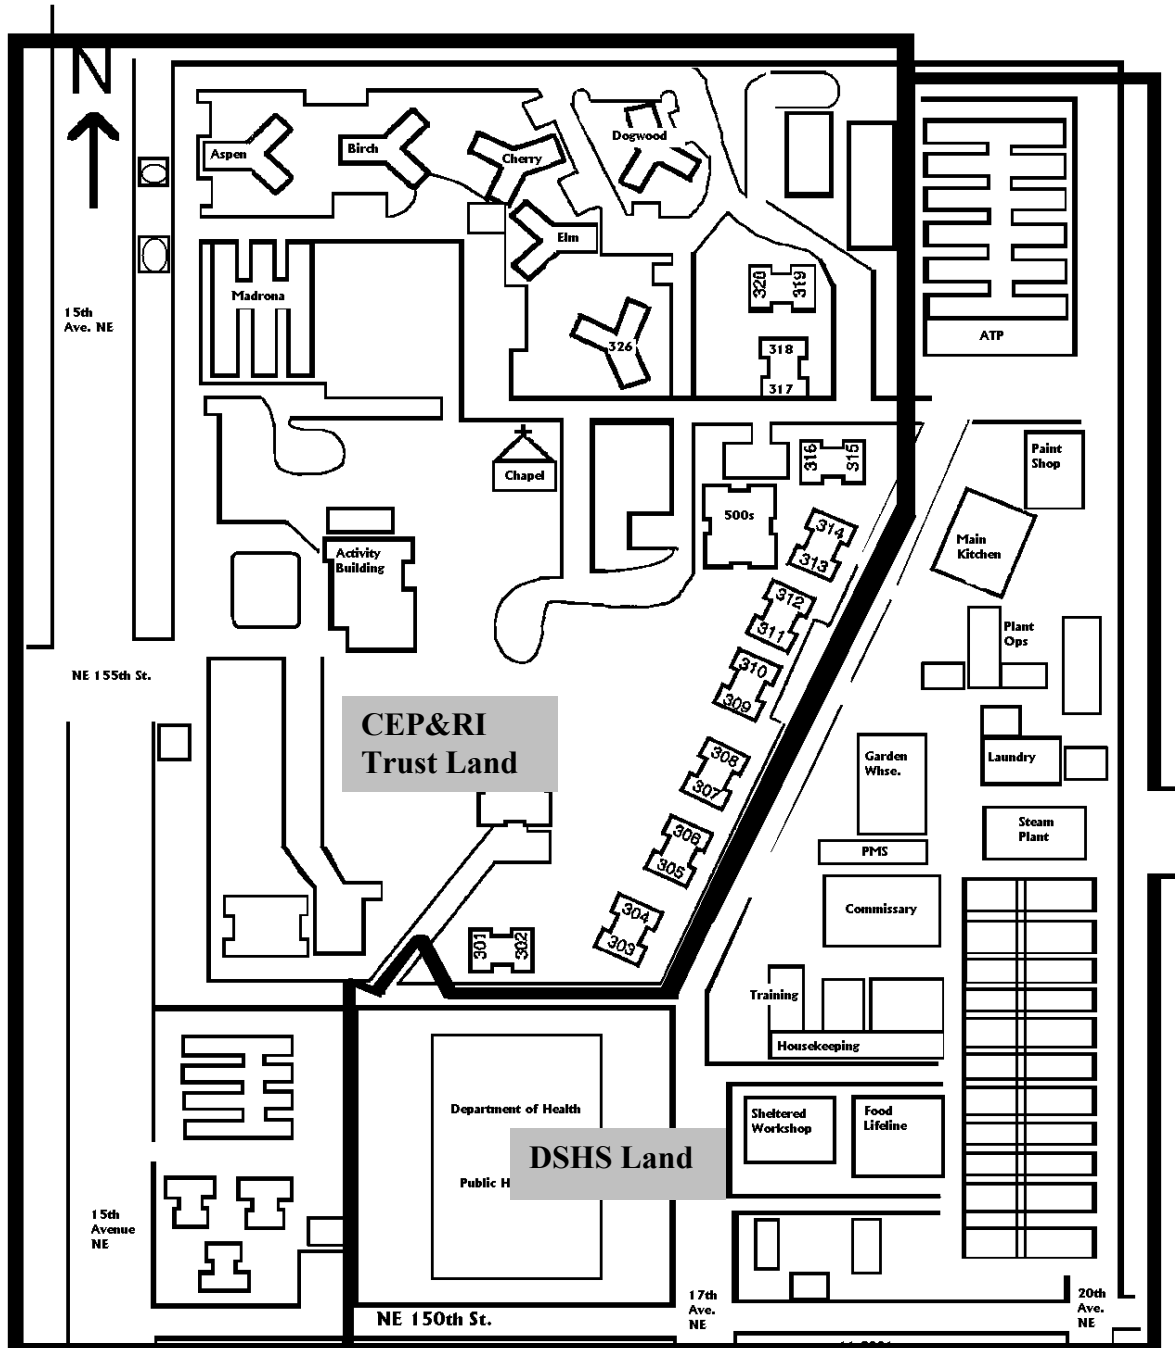 N
Aspen
Birch
Cherry
Dogwood
Elm
Madrona
15th
Ave. NE
326
320
319
318
317
ATP
Chapel
316
315
Paint
Shop
500s
314
313
Main
Kitchen
Activity
Building
312
311
Plant
Ops
310
309
NE 155th St.
CEP&RI
Trust Land
308
307
Garden
Whse.
Laundry
306
305
Steam
Plant
PMS
304
303
301
302
Commissary
Training
Housekeeping
Department of Health
Public H
DSHS Land
Sheltered
Workshop
Food
Lifeline
15th
Avenue
NE
NE 150th St.
17th
Ave.
NE
20th
Ave.
NE